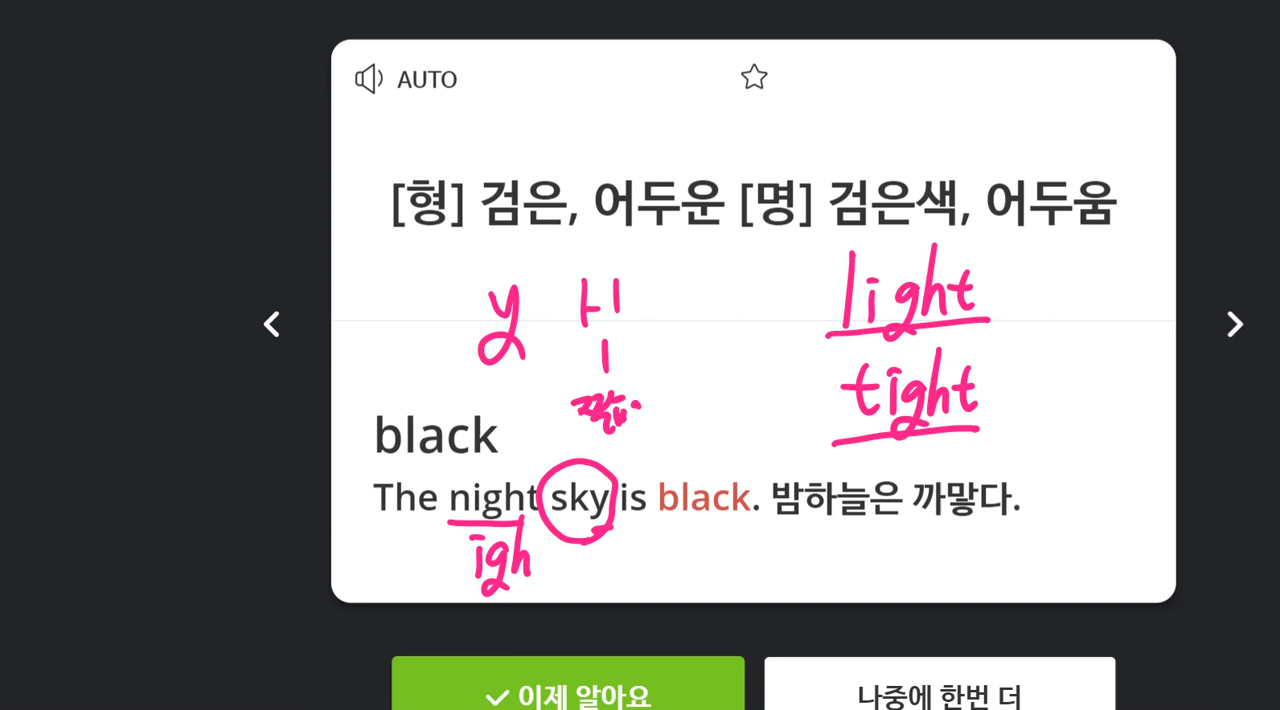 AUTO
[형] 검은, 어두운 [명] 검은색, 어두움
light
y ㅏㅣ
ㅣ
tight
black
The night sky is black. 밤하늘은 까맣다.
igh
이제 알아요
나중에 한번 더